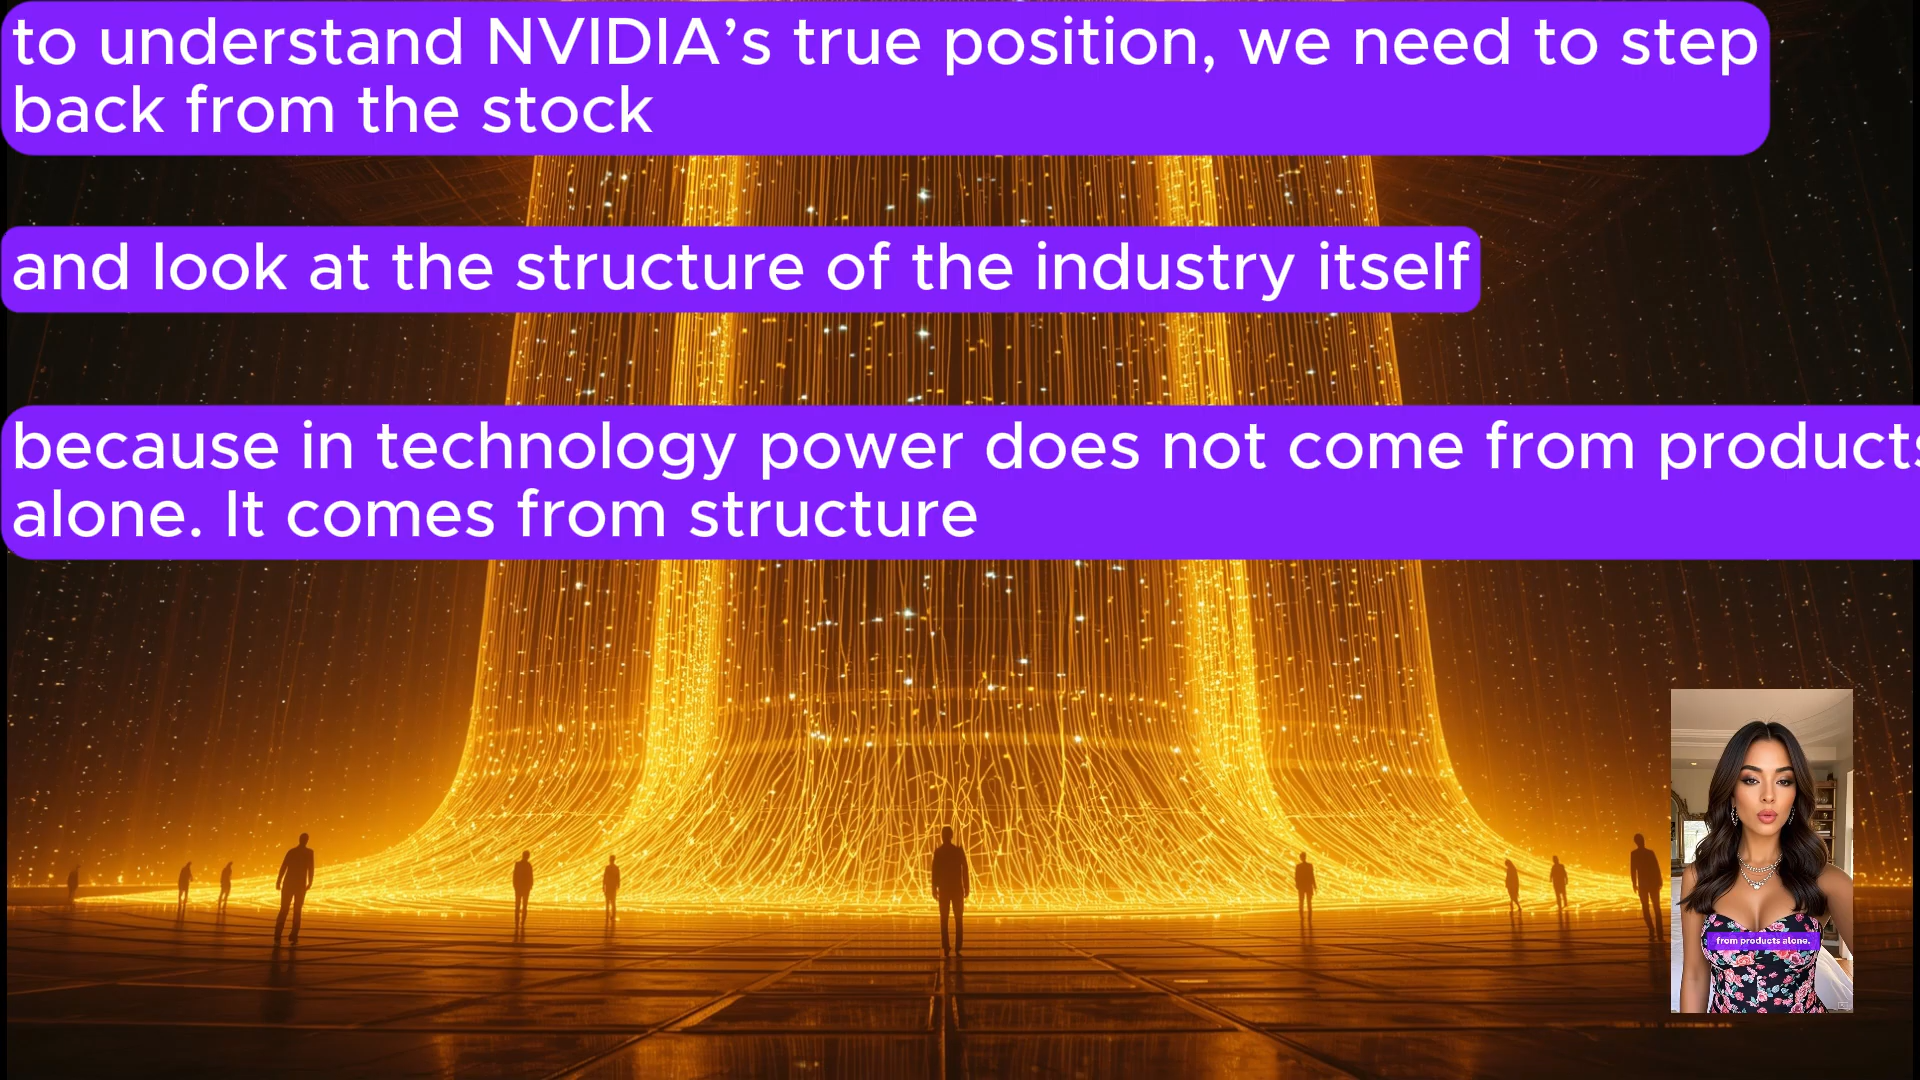 to understand NVIDIA’s true position, we need to step
back from the stock
and look at the structure of the industry itself
because in technology power does not come from products
alone. It comes from structure
from products alone.